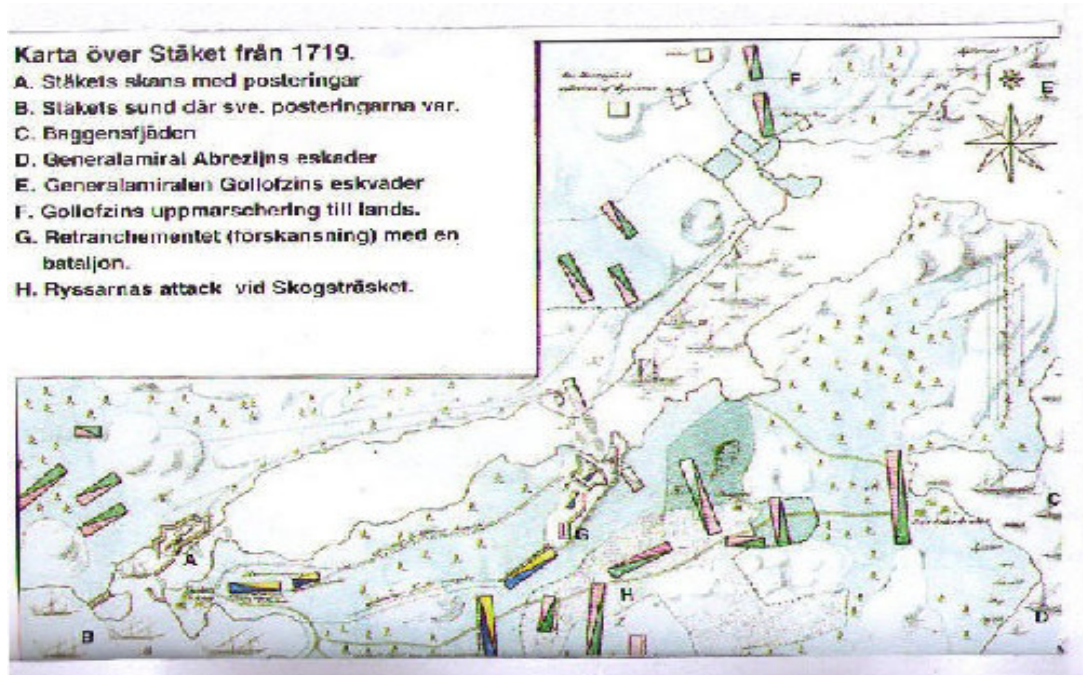 Karta över Stäket från 1719.
A. Stäkets skans med posteringar
B. Stäkets sund där sve. posteringarna var.
C. Baggensfjäden
D. Generalamiral Abrezijns eskader
E. Generalamiralen Gollofzins eskvader
F. Gollofzins uppmarschering till lands.
G. Retranchementet (förskansning) med en
bataljon.
H. Ryssarnas attack vid Skogsträsket.
F
E
A
G
C
H
B
D